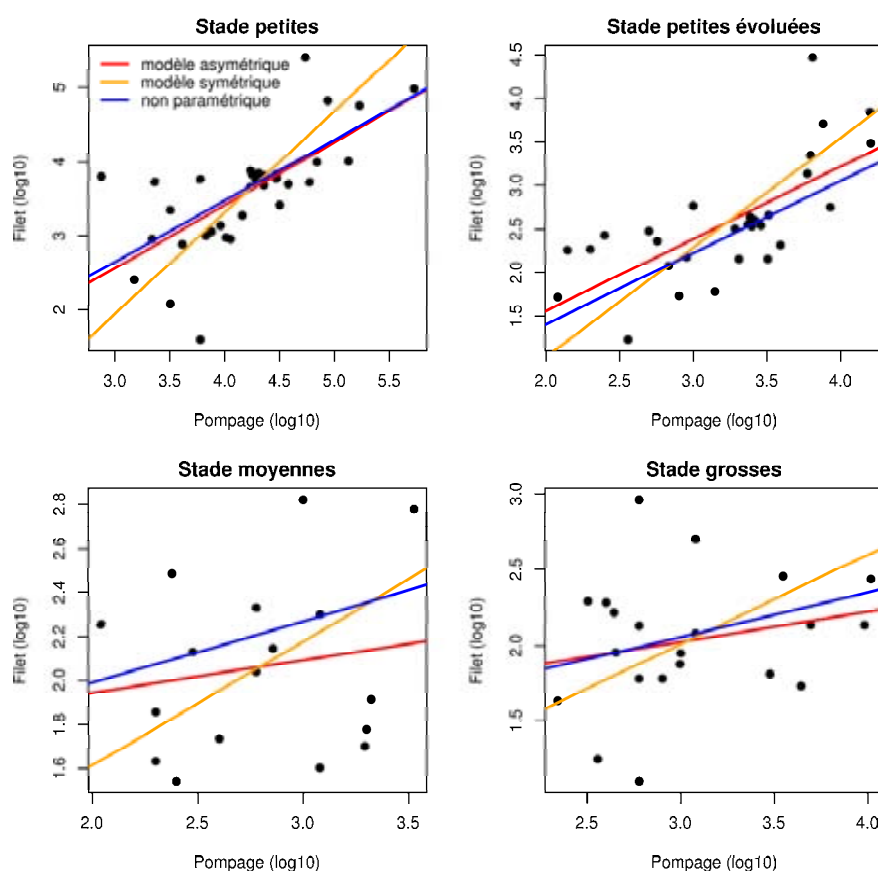 Stade petites
modèle asymétrique
modèle symétrique
non paramétrique
Filet (log10)
2 3 4 5
3.0 3.5 4.0 4.5 5.0 5.5
Pompage (log10)
Stade petites évoluées
Filet (log10)
1.5 2.0 2.5 3.0 3.5 4.0 4.5
2.0 2.5 3.0 3.5 4.0
Pompage (log10)
Stade moyennes
Filet (log10)
1.6 1.8 2.0 2.2 2.4 2.6 2.8
2.0 2.5 3.0 3.5
Pompage (log10)
Stade grosses
Filet (log10)
1.5 2.0 2.5 3.0
2.5 3.0 3.5 4.0
Pompage (log10)